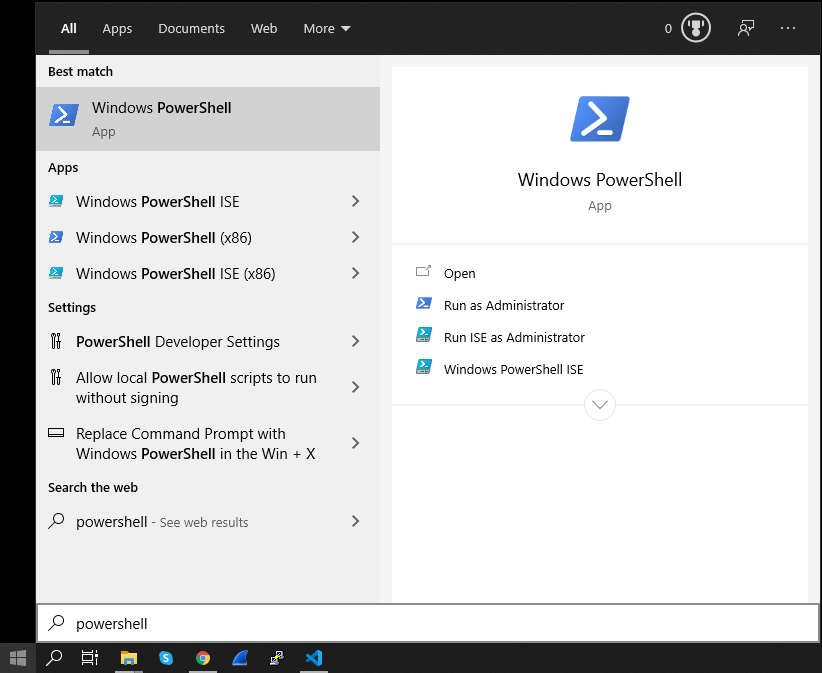 All Apps Documents Web More 0
Best match
Windows PowerShell
App
Apps
Windows PowerShell ISE
Windows PowerShell (x86)
Windows PowerShell ISE (x86)
Settings
PowerShell Developer Settings
Allow local PowerShell scripts to run
without signing
Replace Command Prompt with
Windows PowerShell in the Win + X
Search the web
powershell - See web results
Windows PowerShell
App
Open
Run as Administrator
Run ISE as Administrator
Windows PowerShell ISE
powershell